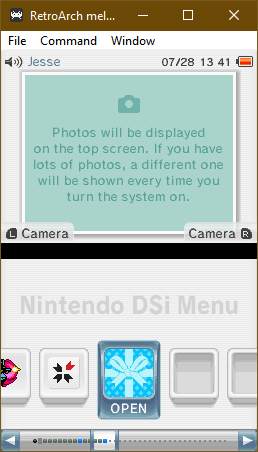 RetroArch mel...
File Command Window
Jesse 07/28 13 41
Photos will be displayed
on the top screen. If you have
lots of photos, a different one
will be shown every time you
turn the system on.
L Camera Camera R
Nintendo DSi Menu
OPEN